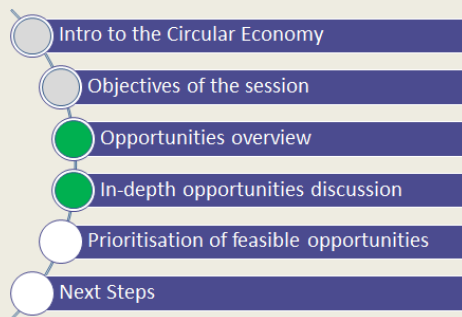 Intro to the Circular Economy
Objectives of the session
Opportunities overview
In-depth opportunities discussion
Prioritisation of feasible opportunities
Next Steps